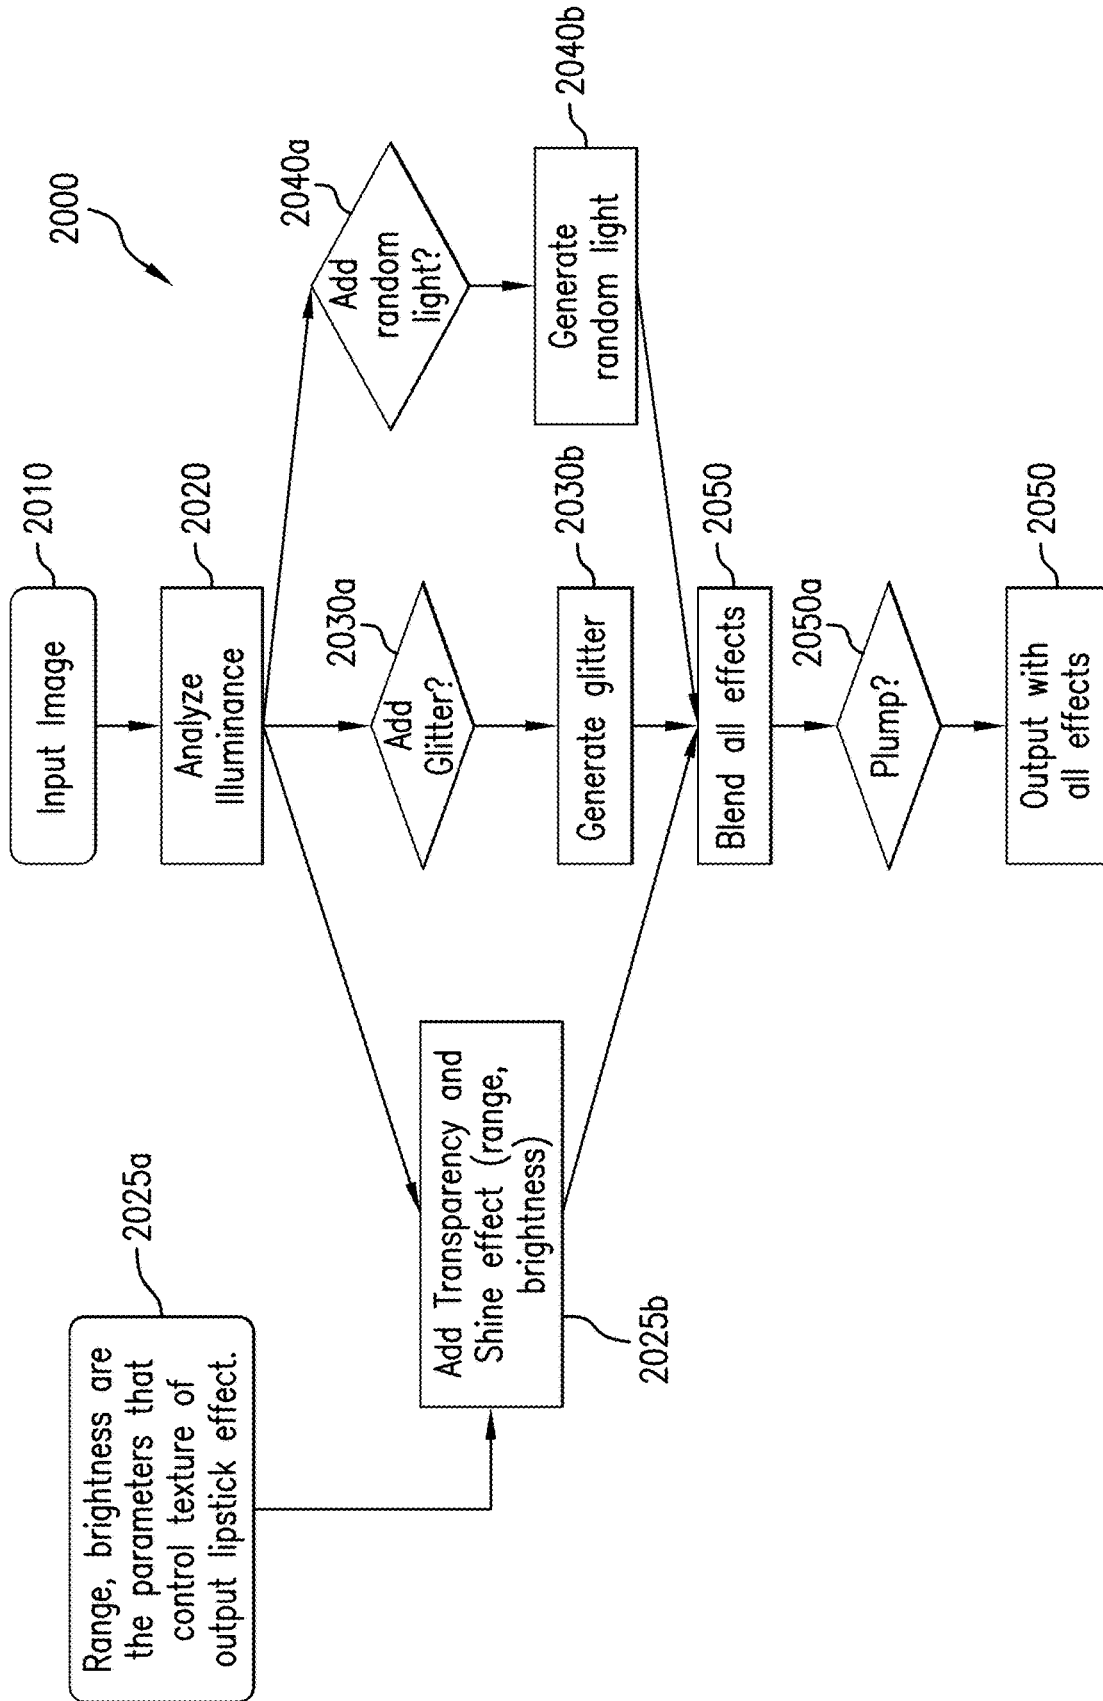 2000
Input Image
2010
Analyze
Illuminance
2020
Range, brightness are
the parameters that
control texture of
output lipstick effect.
2025a
Add Transparency and
Shine effect (range,
brightness)
2025b
Add
Glitter?
2030a
Add
random
light?
2040a
Generate glitter
2030b
Generate
random light
2040b
Blend all effects
2050
Plump?
2050a
Output with
all effects
2050